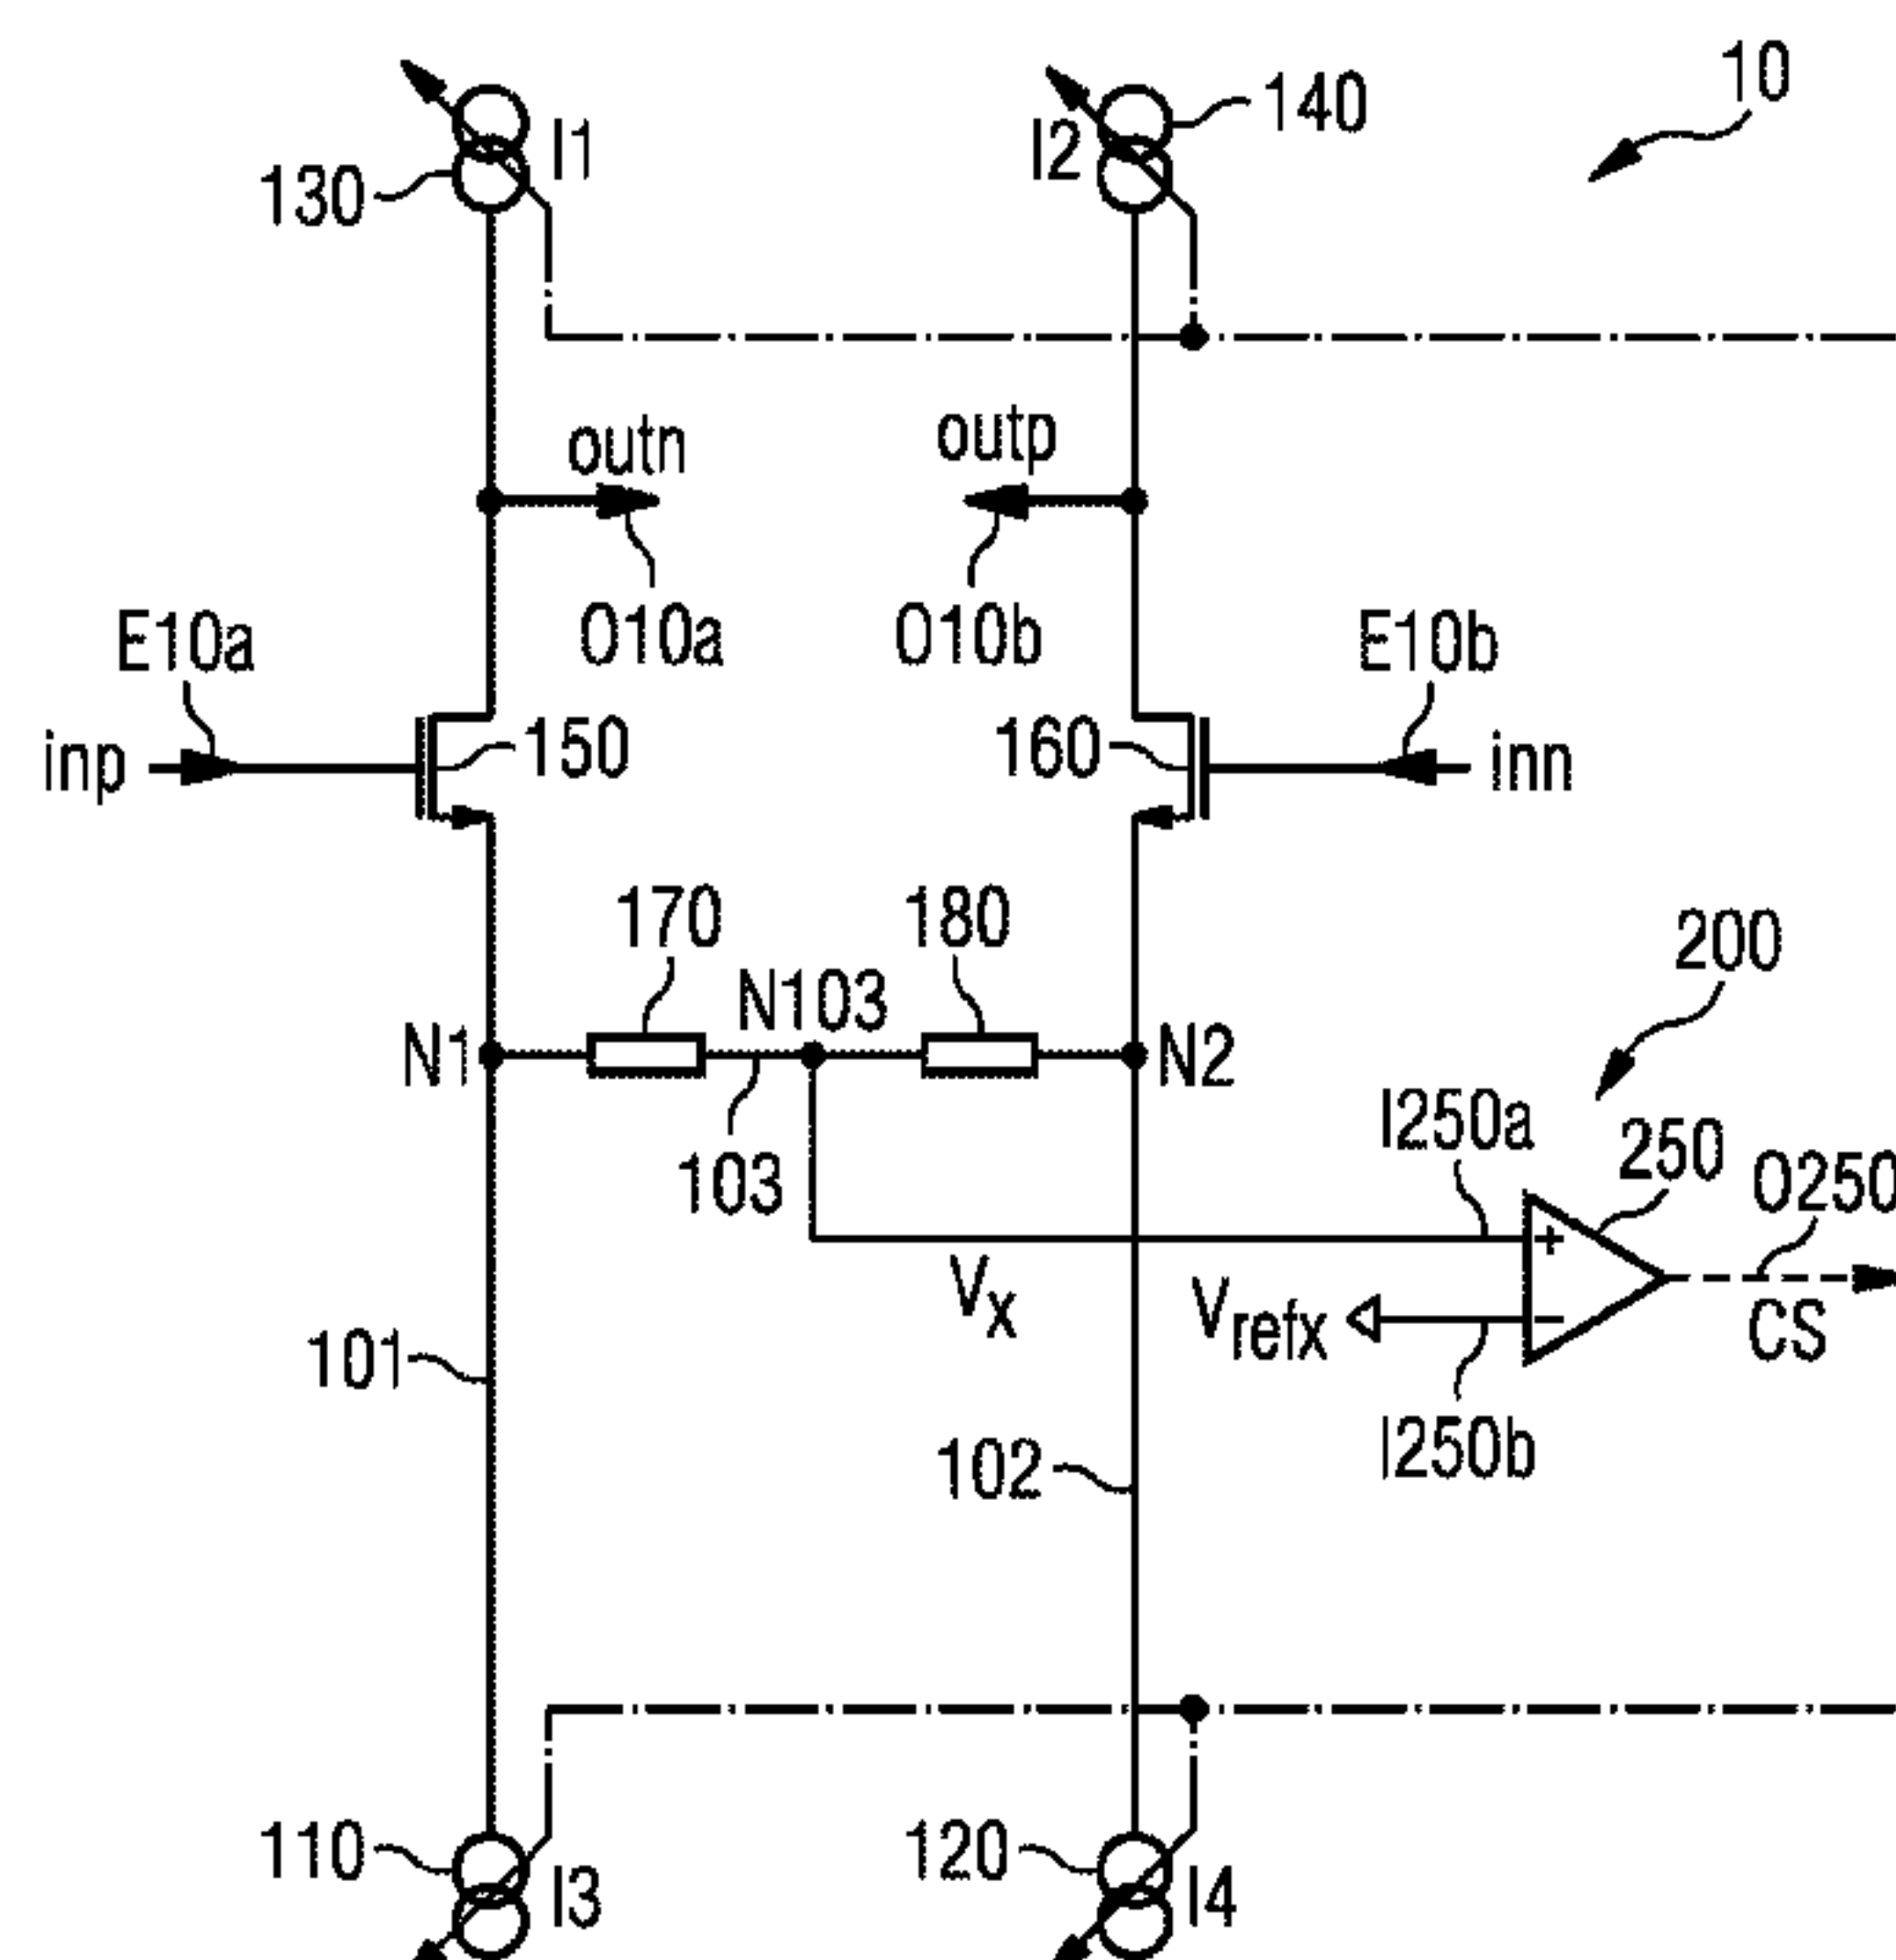 10
I1
I2
140
130
outn
outp
E10a
O10a
O10b
E10b
inp
150
160
inn
170
180
200
N103
N1
N2
I250a
250
O250
103
Vx
Vrefx
CS
101
I250b
102
110
I3
120
I4